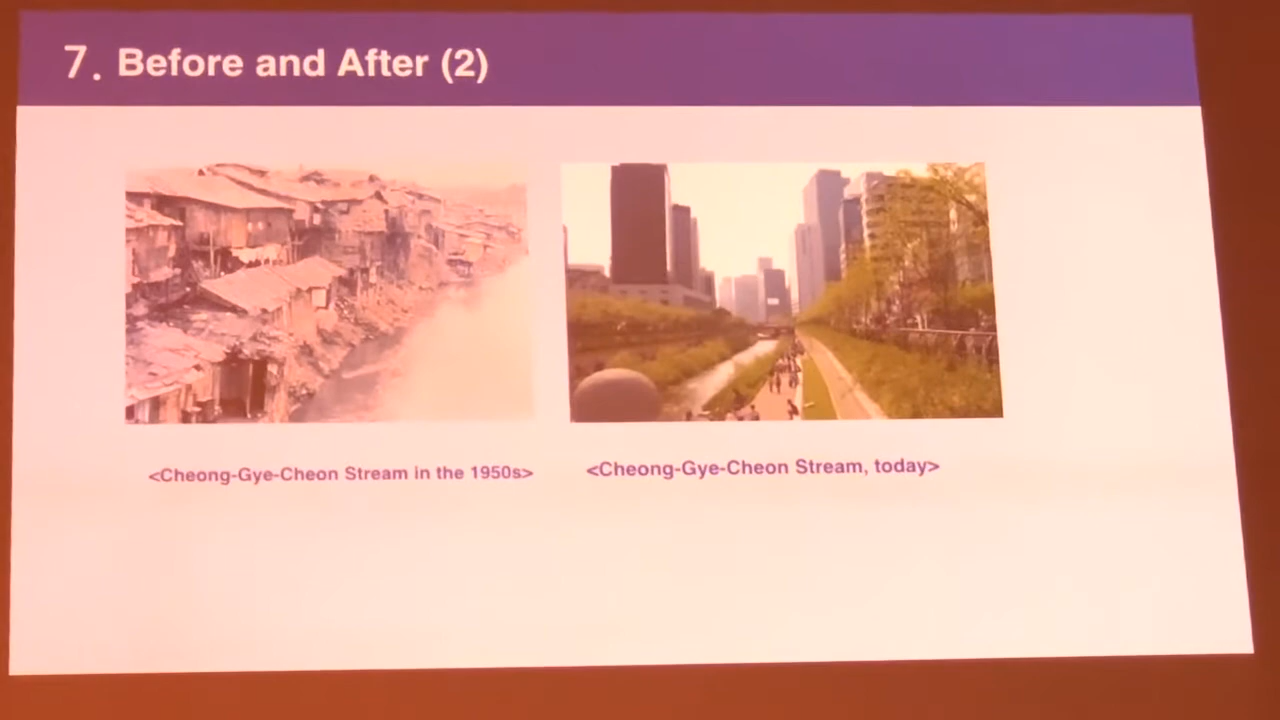 7. Before and After (2)
<Cheong-Gye-Cheon Stream in the 1950s>
<Cheong-Gye-Cheon Stream, today>